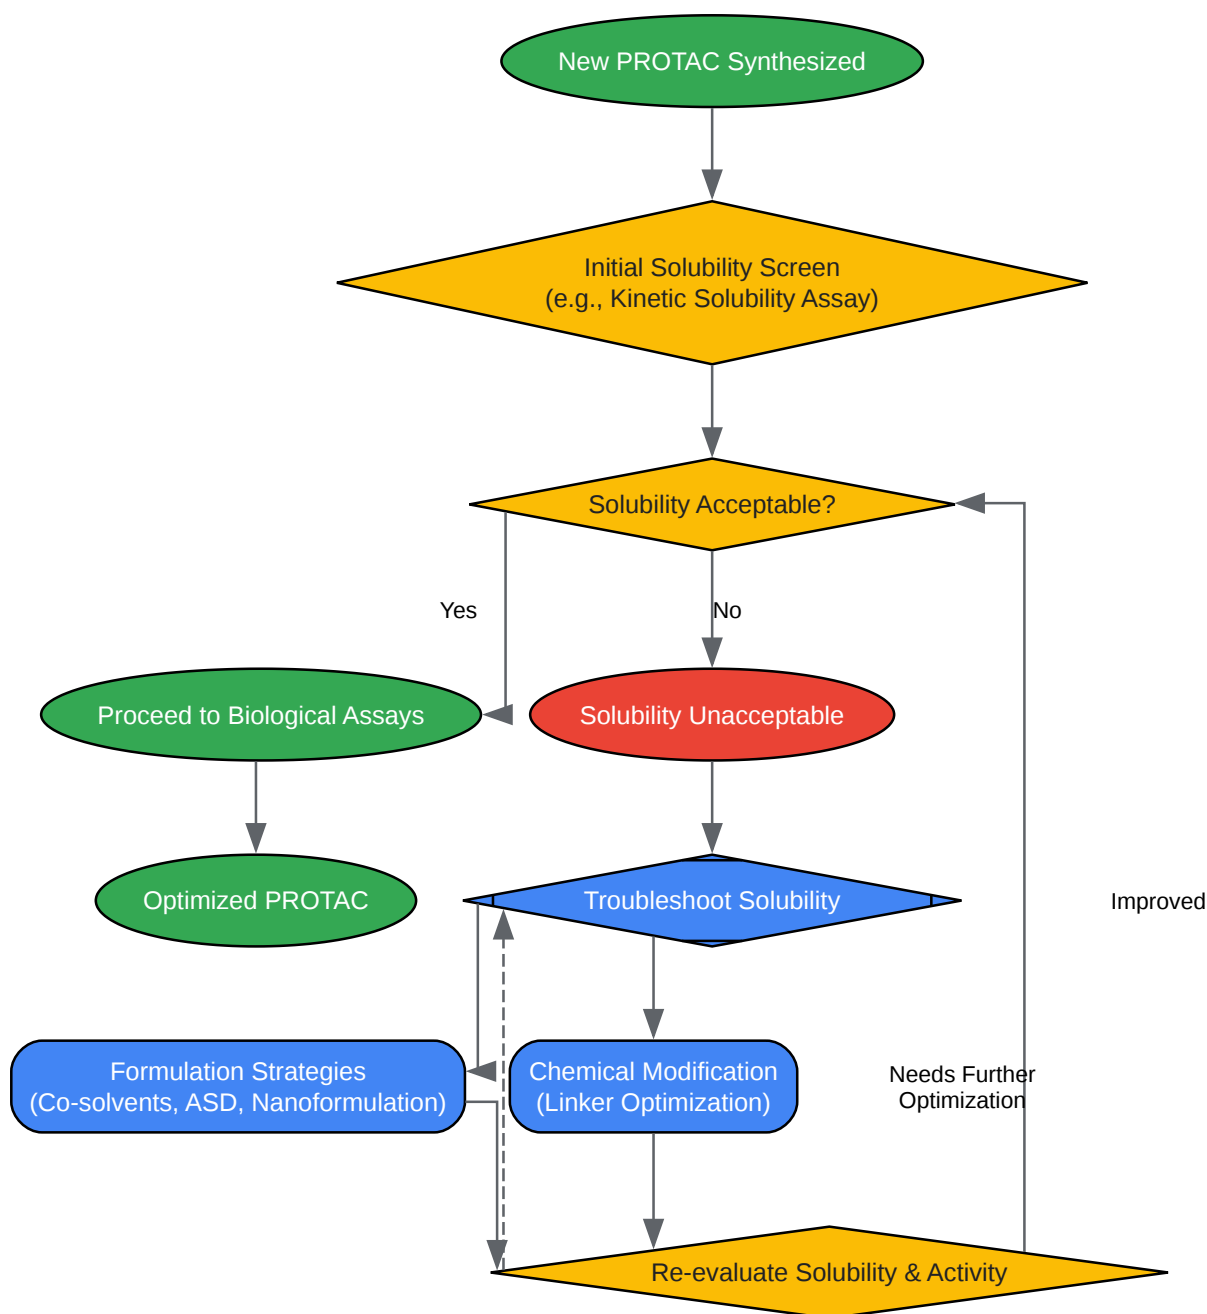 New PROTAC Synthesized
Initial Solubility Screen
(e.g., Kinetic Solubility Assay)
Solubility Acceptable?
Yes
No
Proceed to Biological Assays
Solubility Unacceptable
Optimized PROTAC
Troubleshoot Solubility
Improved
Formulation Strategies
(Co-solvents, ASD, Nanoformulation)
Chemical Modification
(Linker Optimization)
Needs Further
Optimization
Re-evaluate Solubility & Activity